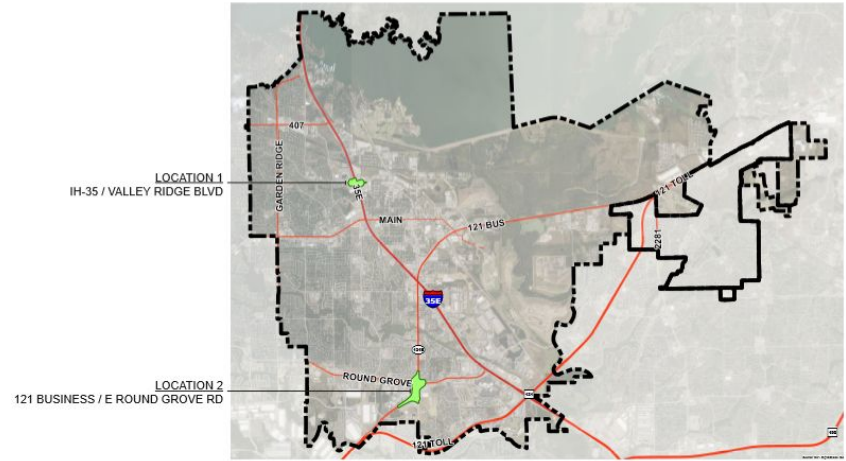 407
LOCATION 1
IH-35 / VALLEY RIDGE BLVD
GARDEN RIDGE
35E
121 TOLL
MAIN
121 BUS
2281
35E
LOCATION 2
121 BUSINESS / E ROUND GROVE RD
ROUND GROVE
121 TOLL